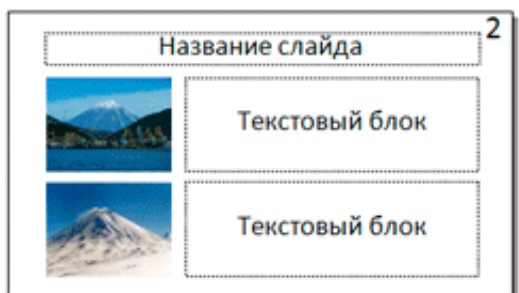 2
Название слайда
Текстовый блок
Текстовый блок